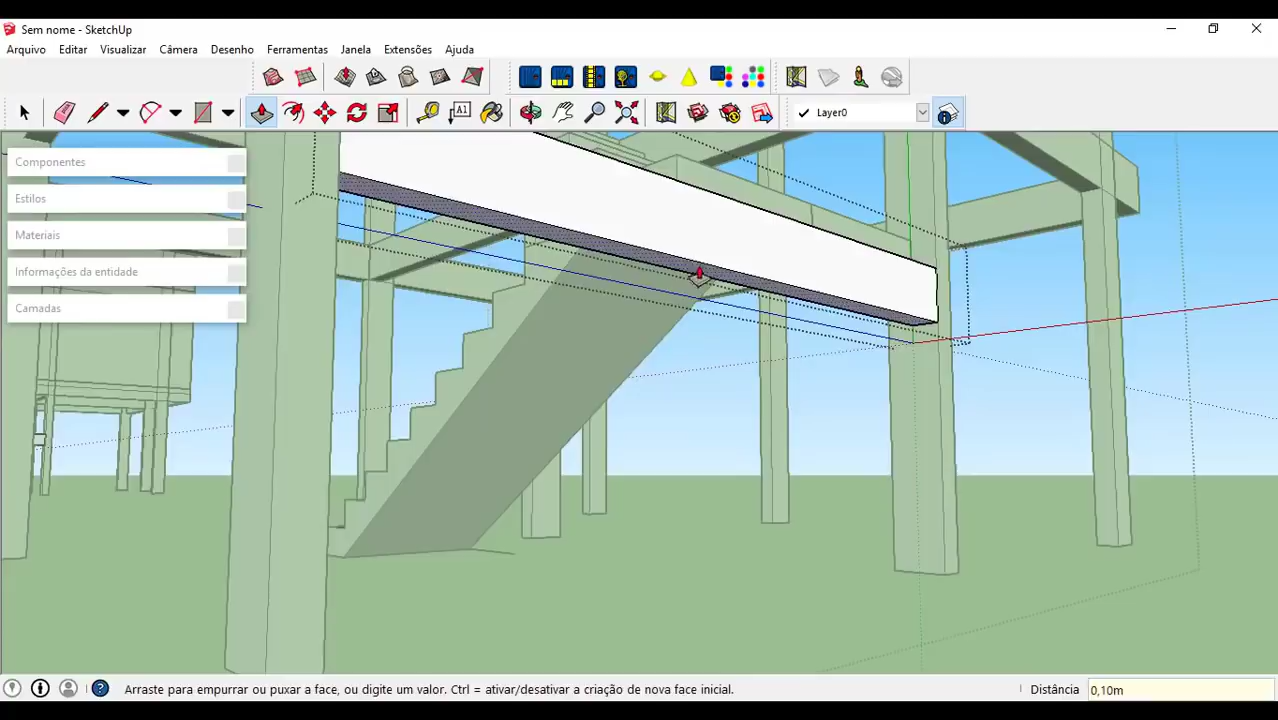 Sem nome - SketchUp
Arquivo Editar Visualizar Câmera Desenho Ferramentas Janela Extensões Ajuda
A1
Layer0
Componentes
Estilos
Materiais
Informações da entidade
Camadas
Arraste para empurrar ou puxar a face, ou digite um valor. Ctrl = ativar/desativar a criação de nova face inicial. Distância 0,10m